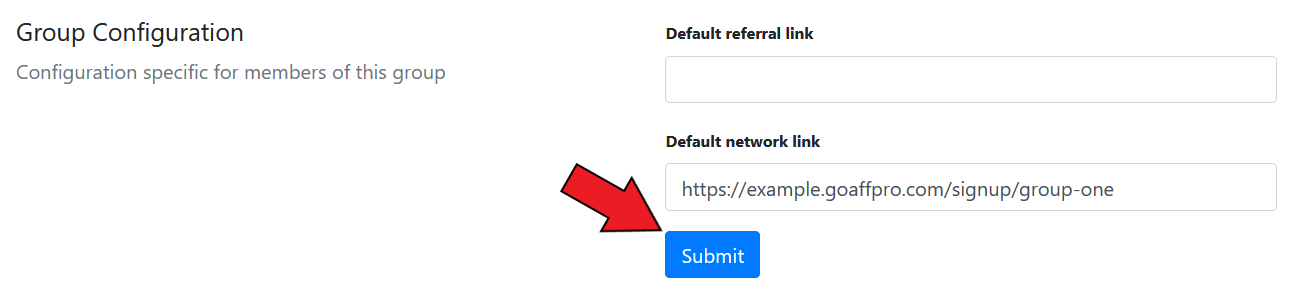 Group Configuration
Configuration specific for members of this group
Default referral link
Default network link
https://example.goaffpro.com/signup/group-one
Submit